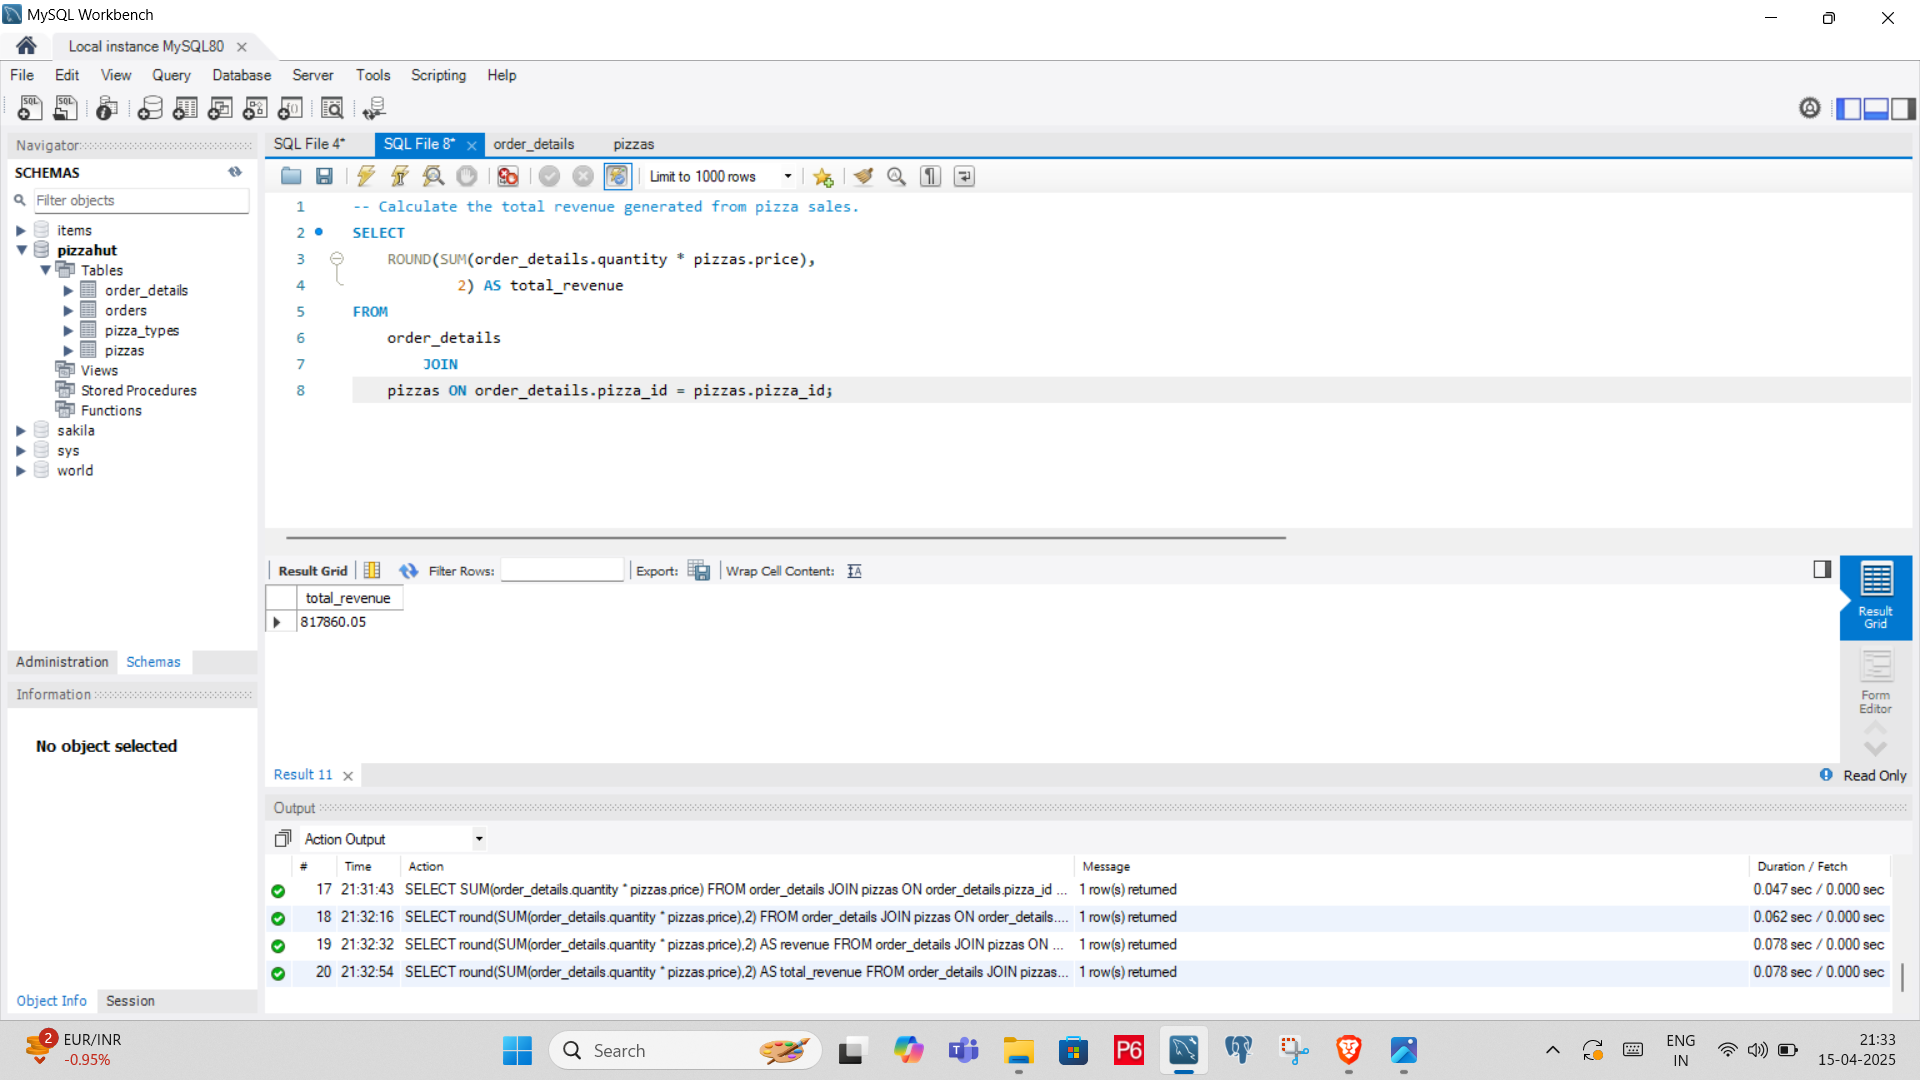 MySQL Workbench
Local instance MySQL80
File Edit View Query Database Server Tools Scripting Help
Navigator
SCHEMAS
Filter objects
items
pizzahut
Tables
order_details
orders
pizza_types
pizzas
Views
Stored Procedures
Functions
sakila
sys
world
Administration Schemas
Information
No object selected
Object Info Session
SQL File 4* SQL File 8* order_details pizzas
Limit to 1000 rows
1 -- Calculate the total revenue generated from pizza sales.
2 SELECT
3 ROUND(SUM(order_details.quantity * pizzas.price),
4 2) AS total_revenue
5 FROM
6 order_details
7 JOIN
8 pizzas ON order_details.pizza_id = pizzas.pizza_id;
Result Grid Filter Rows: Export: Wrap Cell Content:
total_revenue
817860.05
Result Grid
Form Editor
Result 11
Read Only
Output
Action Output
# Time Action Message Duration / Fetch
17 21:31:43 SELECT SUM(order_details.quantity * pizzas.price) FROM order_details JOIN pizzas ON order_details.pizza_id ... 1 row(s) returned 0.047 sec / 0.000 sec
18 21:32:16 SELECT round(SUM(order_details.quantity * pizzas.price),2) FROM order_details JOIN pizzas ON order_details.... 1 row(s) returned 0.062 sec / 0.000 sec
19 21:32:32 SELECT round(SUM(order_details.quantity * pizzas.price),2) AS revenue FROM order_details JOIN pizzas ON ... 1 row(s) returned 0.078 sec / 0.000 sec
20 21:32:54 SELECT round(SUM(order_details.quantity * pizzas.price),2) AS total_revenue FROM order_details JOIN pizzas... 1 row(s) returned 0.078 sec / 0.000 sec
2
EUR/INR
-0.95%
Search
P6
ENG
IN
21:33
15-04-2025